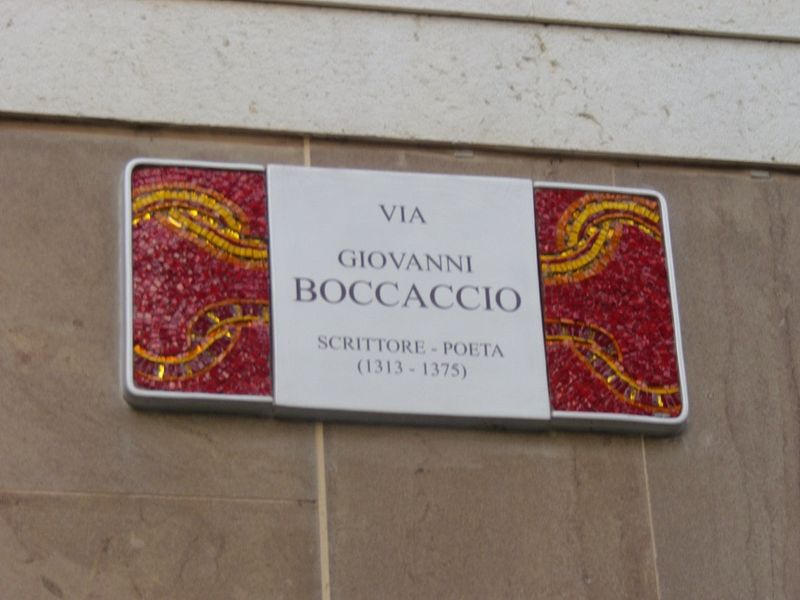 VIA
GIOVANNI
BOCCACCIO
SCRITTORE - POETA
(1313 - 1375)